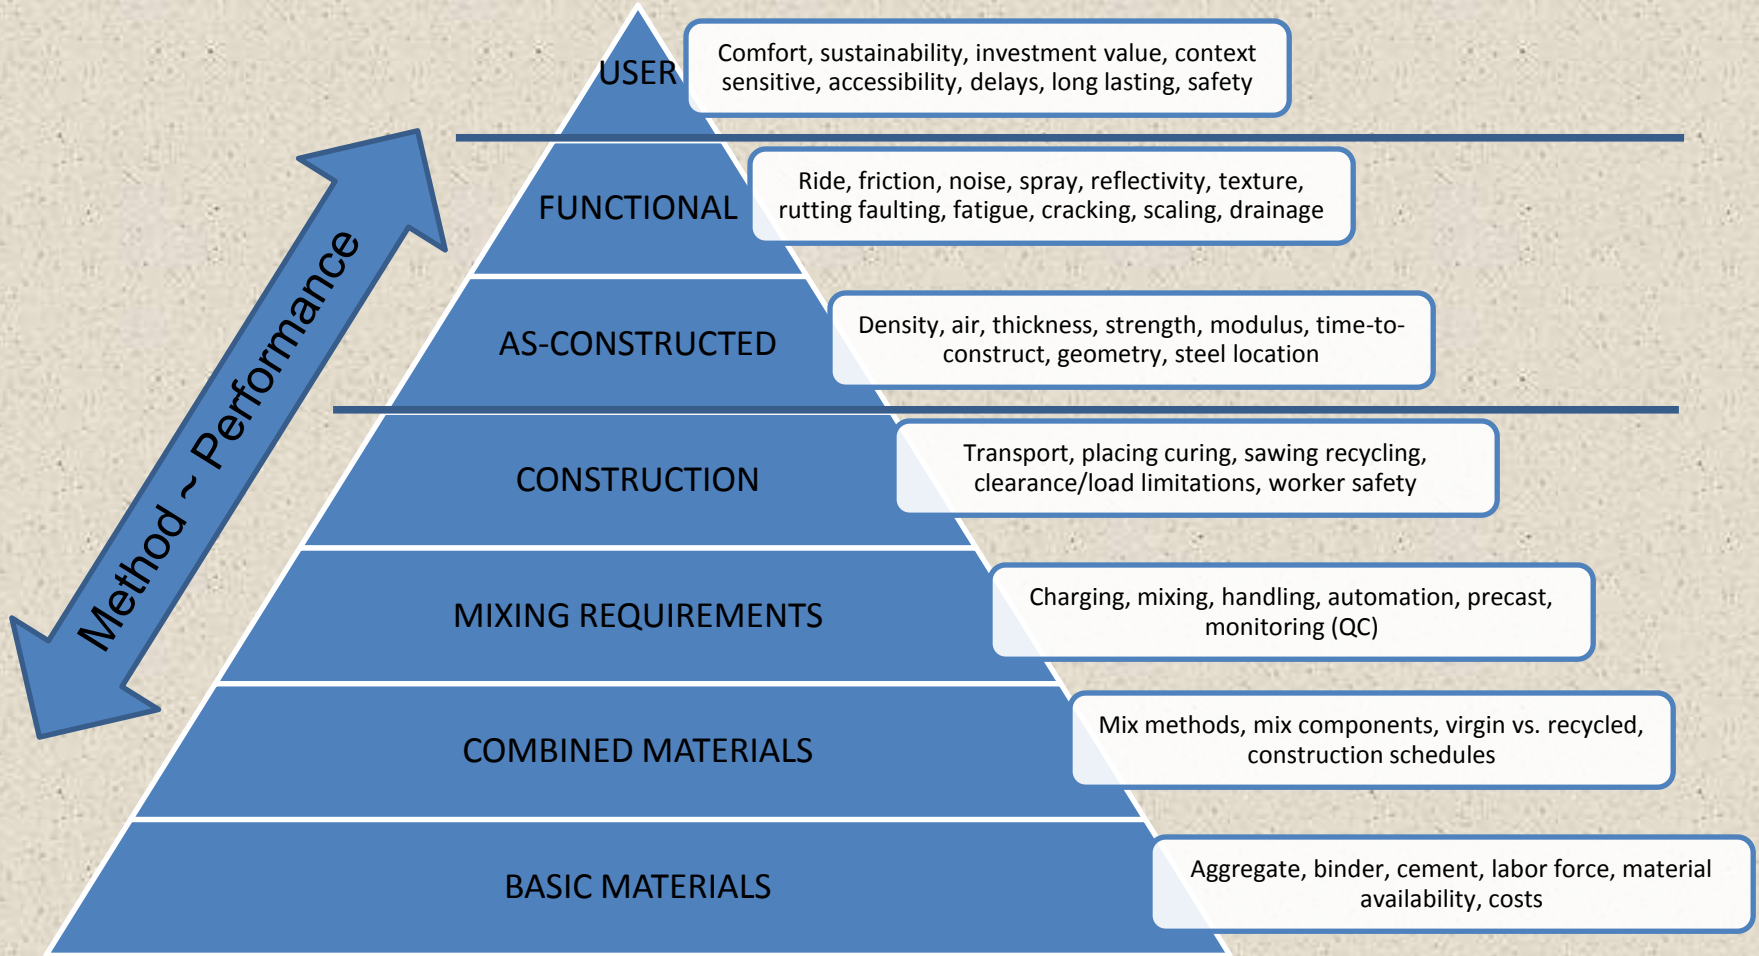 USER
Comfort, sustainability, investment value, context
sensitive, accessibility, delays, long lasting, safety
FUNCTIONAL
Ride, friction, noise, spray, reflectivity, texture,
rutting faulting, fatigue, cracking, scaling, drainage
Method ~ Performance
AS-CONSTRUCTED
Density, air, thickness, strength, modulus, time-to-
construct, geometry, steel location
CONSTRUCTION
Transport, placing curing, sawing recycling,
clearance/load limitations, worker safety
MIXING REQUIREMENTS
Charging, mixing, handling, automation, precast,
monitoring (QC)
COMBINED MATERIALS
Mix methods, mix components, virgin vs. recycled,
construction schedules
BASIC MATERIALS
Aggregate, binder, cement, labor force, material
availability, costs